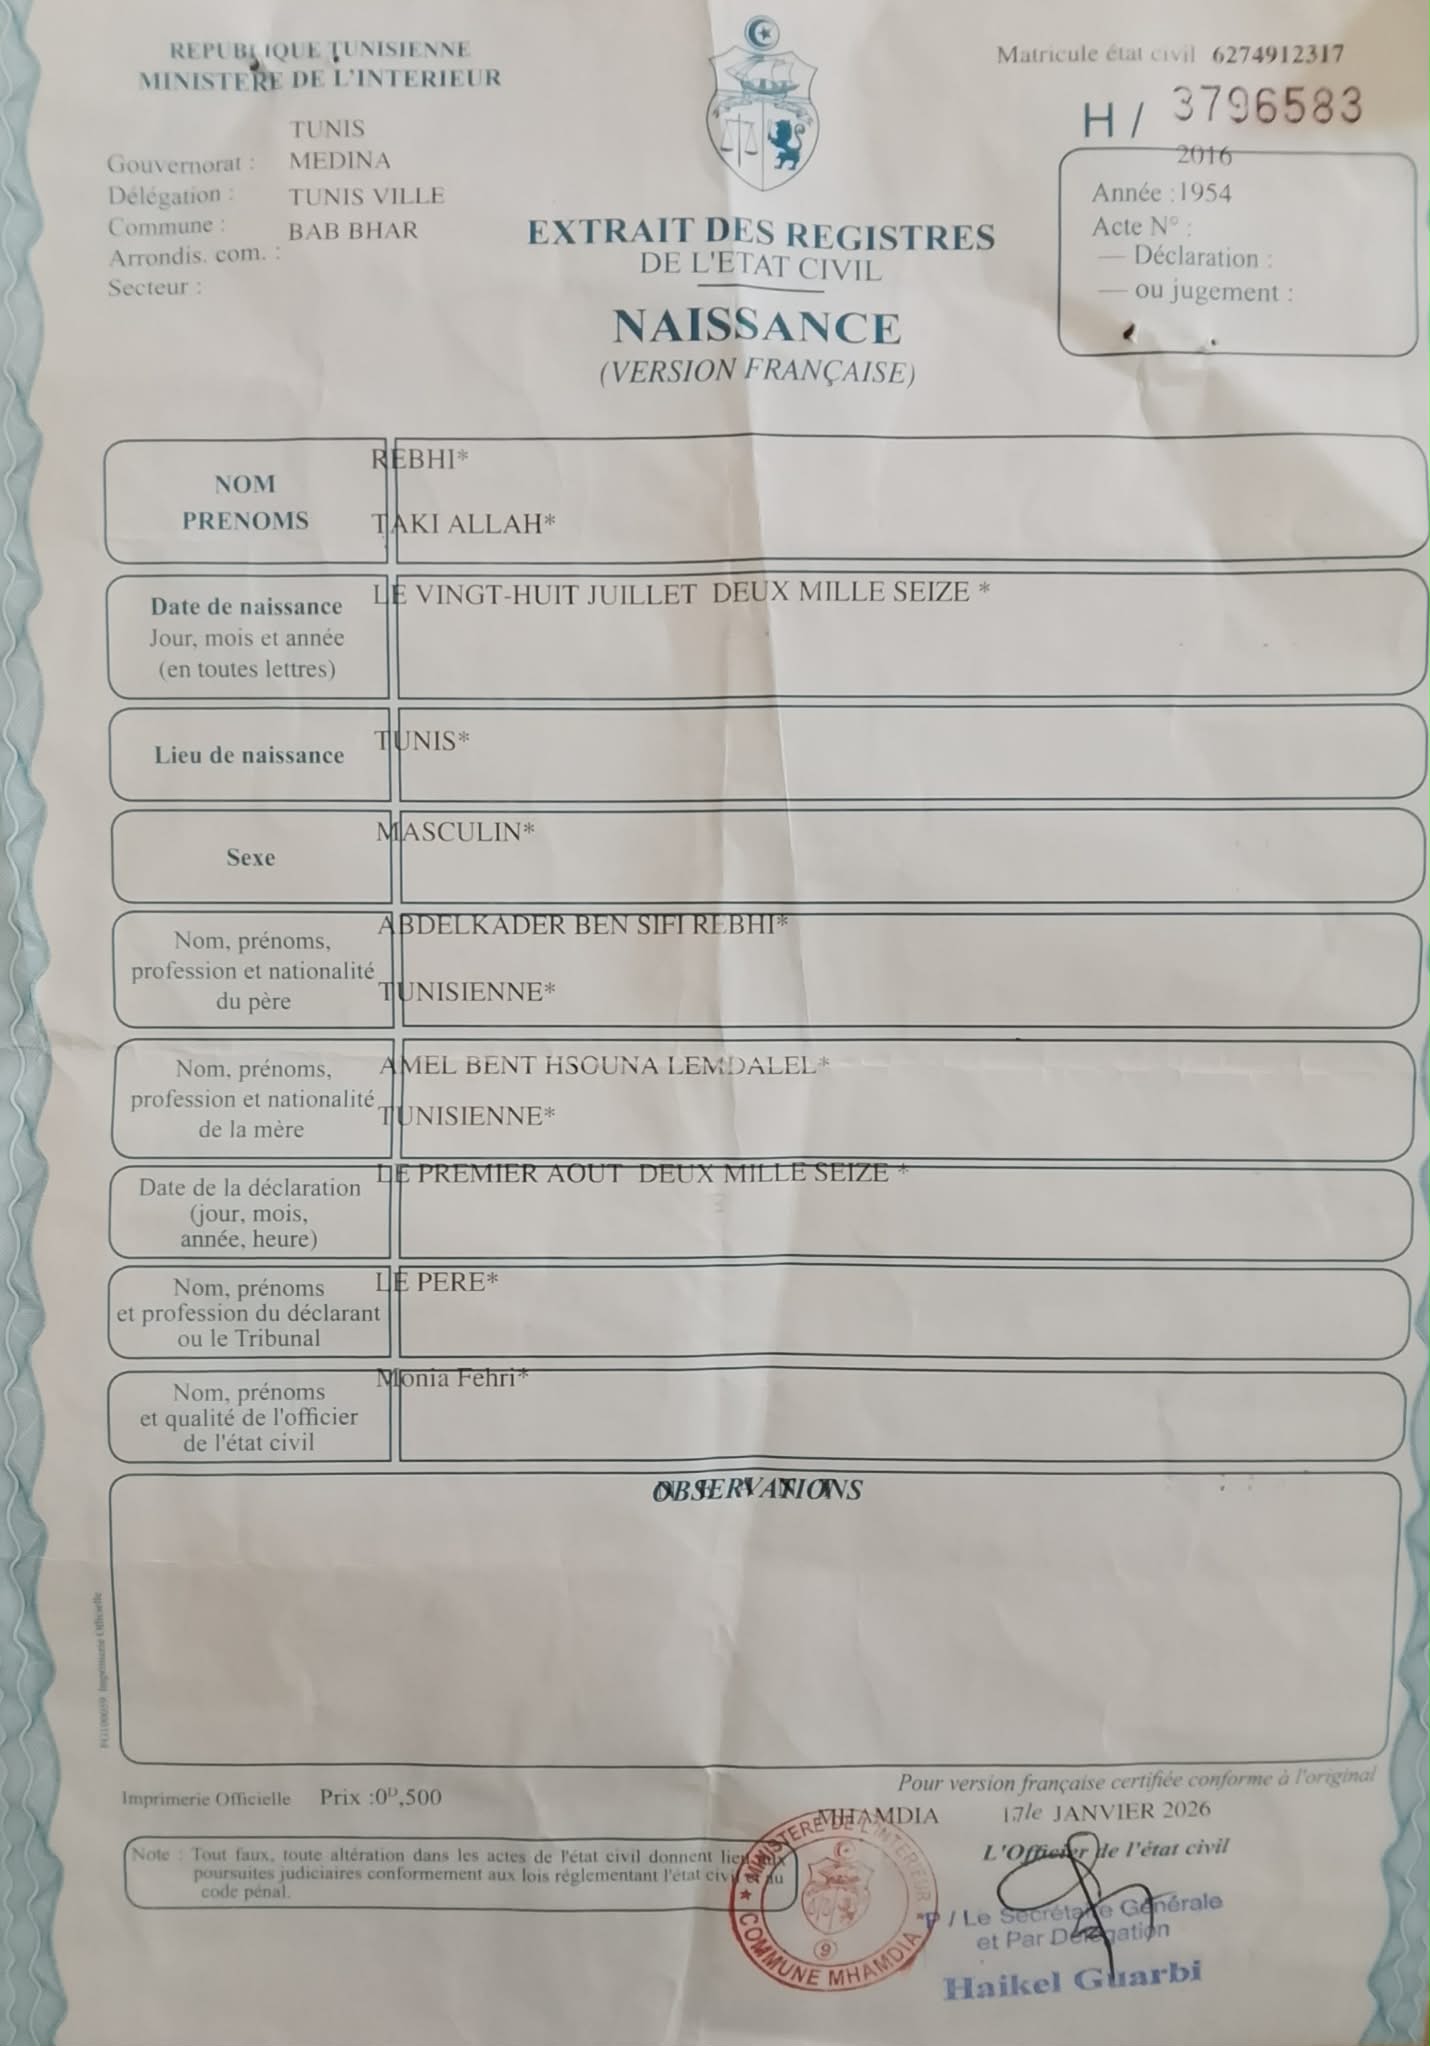 REPUBLIQUE TUNISIENNE
MINISTERE DE L'INTERIEUR
TUNIS
Gouvernorat : MEDINA
Délégation : TUNIS VILLE
Commune : BAB BHAR
Arrondis. com. :
Secteur :
Matricule état civil 6274912317
H / 3796583
2016
Année :1954
Acte N° :
— Déclaration :
— ou jugement :
EXTRAIT DES REGISTRES
DE L'ETAT CIVIL
NAISSANCE
(VERSION FRANÇAISE)
NOM
PRENOMS
REBHI*
TAKI ALLAH*
Date de naissance
Jour, mois et année
(en toutes lettres)
LE VINGT-HUIT JUILLET DEUX MILLE SEIZE *
Lieu de naissance
TUNIS*
Sexe
MASCULIN*
Nom, prénoms,
profession et nationalité
du père
ABDELKADER BEN SIFI REBHI*
TUNISIENNE*
Nom, prénoms,
profession et nationalité
de la mère
AMEL BENT HSOUNA LEMDALEL*
TUNISIENNE*
Date de la déclaration
(jour, mois,
année, heure)
LE PREMIER AOUT DEUX MILLE SEIZE *
Nom, prénoms
et profession du déclarant
ou le Tribunal
LE PERE*
Nom, prénoms
et qualité de l'officier
de l'état civil
Monia Fehri*
OBSERVATIONS
Imprimerie Officielle
Imprimerie Officielle Prix :0ᴰ,500
Pour version française certifiée conforme à l'original
MHAMDIA 17le JANVIER 2026
L'Officier de l'état civil
Note : Tout faux, toute altération dans les actes de l'état civil donnent lieu aux
poursuites judiciaires conformement aux lois réglementant l'état civil et du
code pénal.
MINISTERE DE L'INTERIEUR
COMMUNE MHAMDIA
9
P / Le Secrétaire Générale
et Par Délégation
Haikel Guarbi